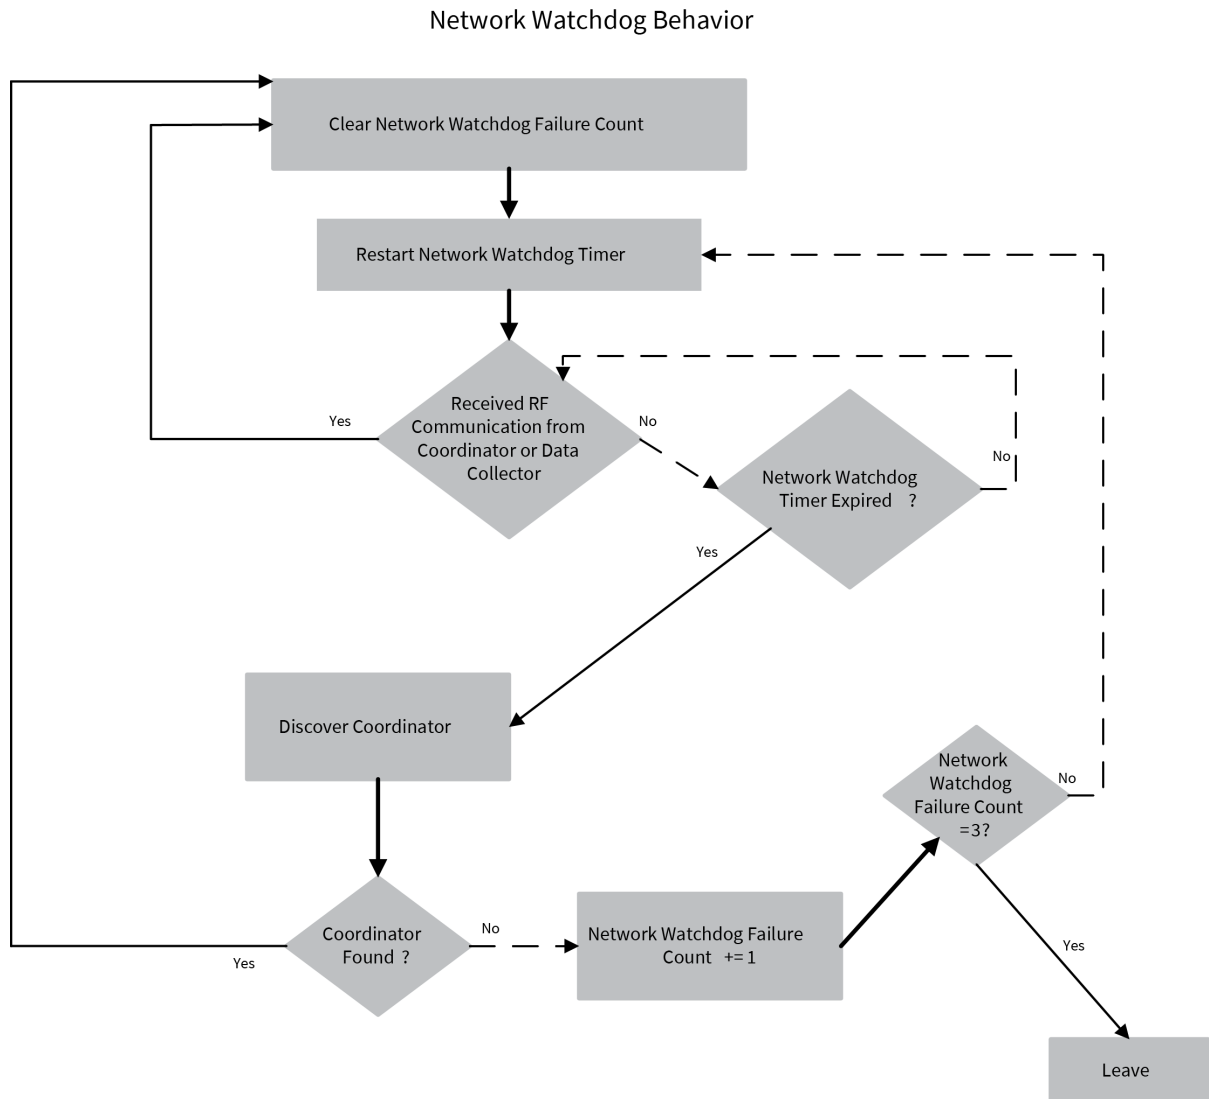 Network Watchdog Behavior
Clear Network Watchdog Failure Count
Restart Network Watchdog Timer
Received RF
Communication from
Coordinator or Data
Collector
Yes
No
Network Watchdog
Timer Expired ?
No
Yes
Discover Coordinator
Network
Watchdog
Failure Count
=3?
No
Coordinator
Found ?
Yes
No
Network Watchdog Failure
Count += 1
Yes
Leave